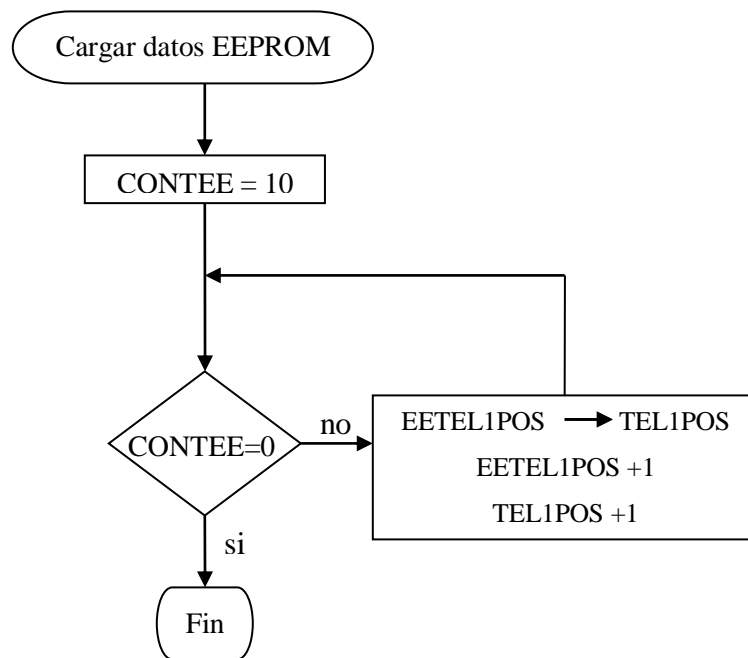 Cargar datos EEPROM
CONTEE = 10
CONTEE=0
no
EETEL1POS TEL1POS
EETEL1POS +1
TEL1POS +1
si
Fin